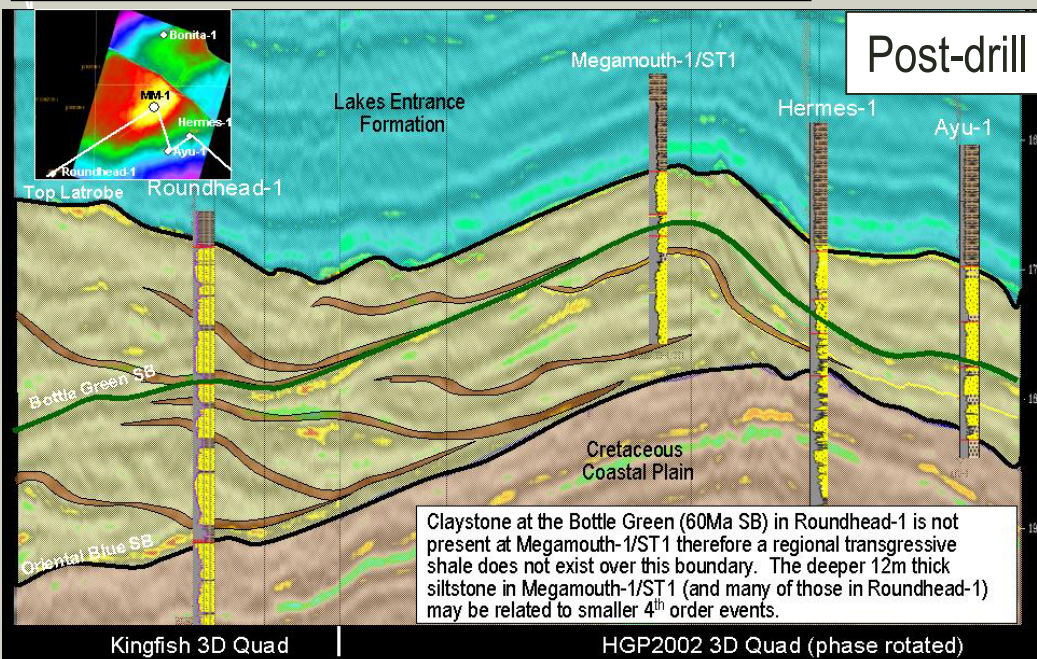 Post-drill
Bonita-1
MM-1
Hermes-1
Ayu-1
Roundhead-1
Megamouth-1/ST1
Lakes Entrance
Formation
Hermes-1
Ayu-1
Top Latrobe
Roundhead-1
Bottle Green SB
Cretaceous
Coastal Plain
Oriental Blue SB
Claystone at the Bottle Green (60Ma SB) in Roundhead-1 is not
present at Megamouth-1/ST1 therefore a regional transgressive
shale does not exist over this boundary. The deeper 12m thick
siltstone in Megamouth-1/ST1 (and many of those in Roundhead-1)
may be related to smaller 4th order events.
Kingfish 3D Quad
HGP2002 3D Quad (phase rotated)